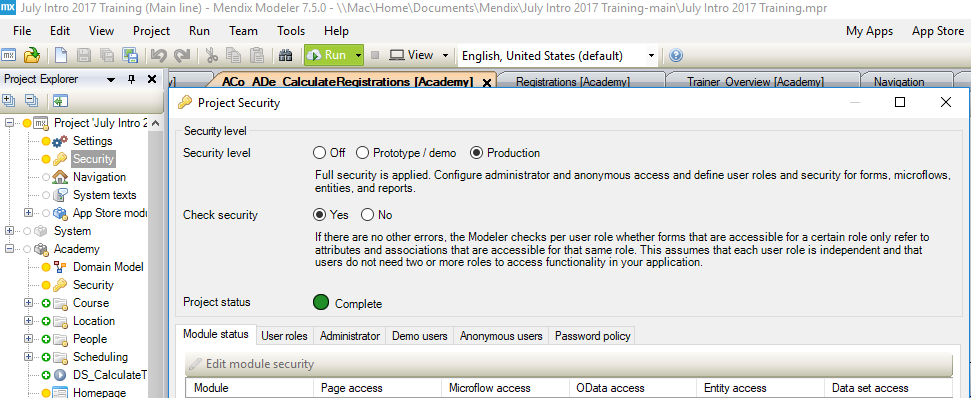 mx July Intro 2017 Training (Main line) - Mendix Modeler 7.5.0 - \\Mac\Home\Documents\Mendix\July Intro 2017 Training-main\July Intro 2017 Training.mpr
File Edit View Project Run Team Tools Help My Apps App Store
Run View English, United States (default)
Project Explorer
y] ACo_ADe_CalculateRegistrations [Academy] Registrations [Academy] Trainer_Overview [Academy] Navigation
Project 'July Intro 2
Settings
Security
Navigation
System texts
App Store mod
System
Academy
Domain Model
Security
Course
Location
People
Scheduling
DS_CalculateT
Homepage
Project Security
Security level
Security level Off Prototype / demo Production
Full security is applied. Configure administrator and anonymous access and define user roles and security for forms, microflows,
entities, and reports.
Check security Yes No
If there are no other errors, the Modeler checks per user role whether forms that are accessible for a certain role only refer to
attributes and associations that are accessible for that same role. This assumes that each user role is independent and that
users do not need two or more roles to access functionality in your application.
Project status Complete
Module status User roles Administrator Demo users Anonymous users Password policy
Edit module security
Module Page access Microflow access OData access Entity access Data set access